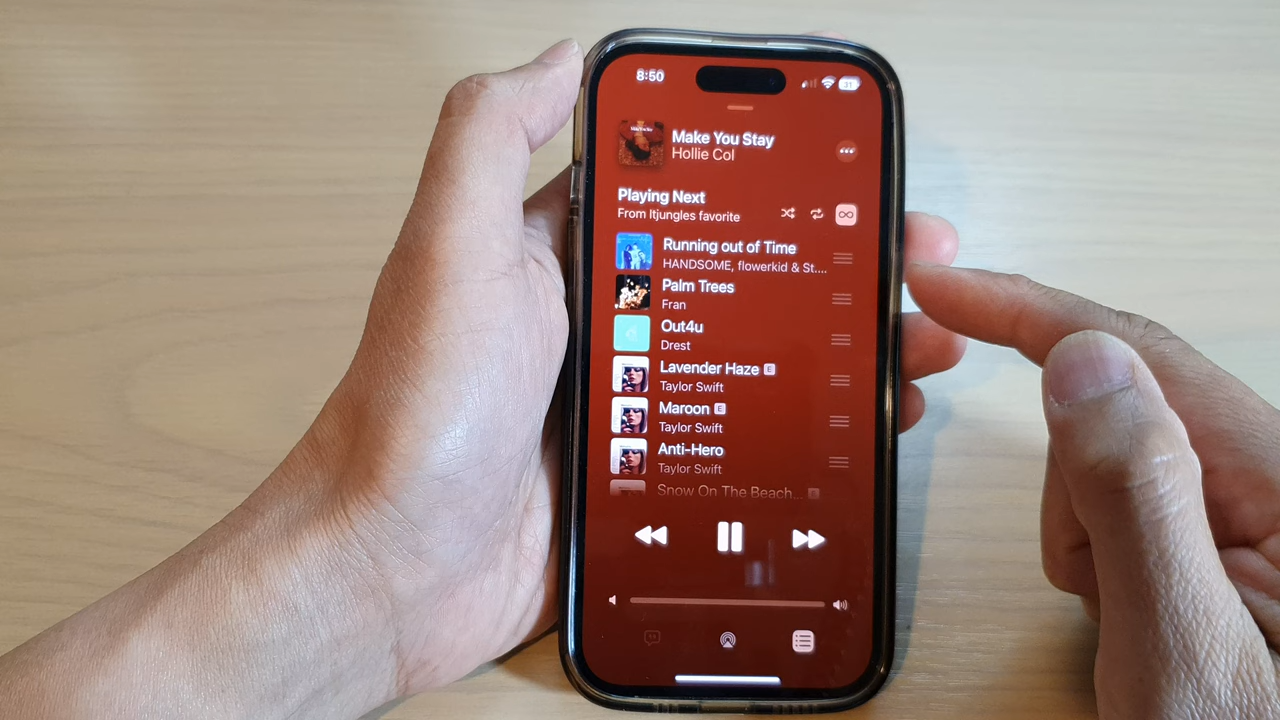 8:50
31
Make You Stay
Hollie Col
Playing Next
From Itjungles favorite
Running out of Time
HANDSOME, flowerkid & St....
Palm Trees
Fran
Out4u
Drest
Lavender Haze E
Taylor Swift
Maroon E
Taylor Swift
Anti-Hero
Taylor Swift
Snow On The Beach... E